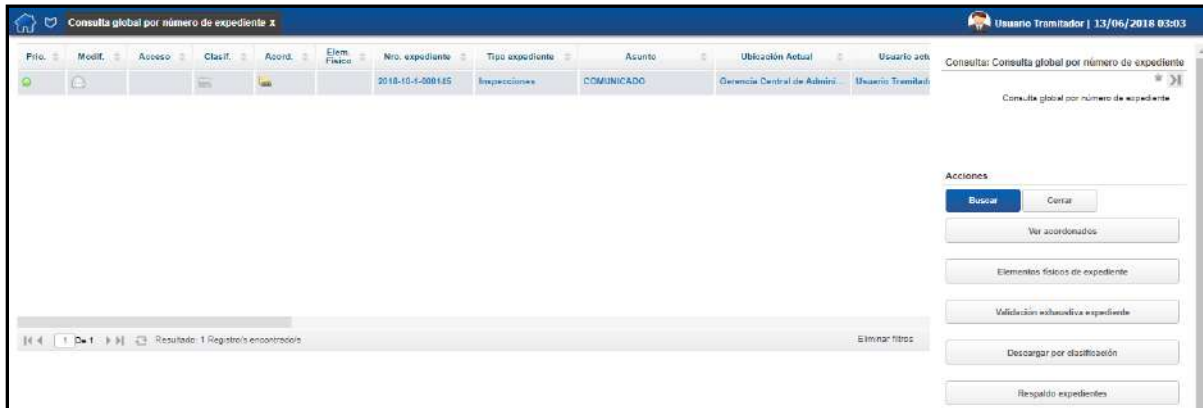 Consulta global por número de expediente x
Usuario Tramitador | 13/06/2018 03:03
Prio. Modif. Acceso Clasif. Acord. Elem. Físico Nro. expediente Tipo expediente Asunto Ubicación Actual Usuario actu
2018-10-1-000145 Inspecciones COMUNICADO Gerencia Central de Admini... Usuario Tramitado
Consulta: Consulta global por número de expediente
Consulta global por número de expediente
Acciones
Buscar Cerrar
Ver acordonados
Elementos físicos de expediente
Validación exhaustiva expediente
Descargar por clasificación
Respaldo expedientes
1 De 1 Resultado: 1 Registro/s encontrado/s Eliminar filtros